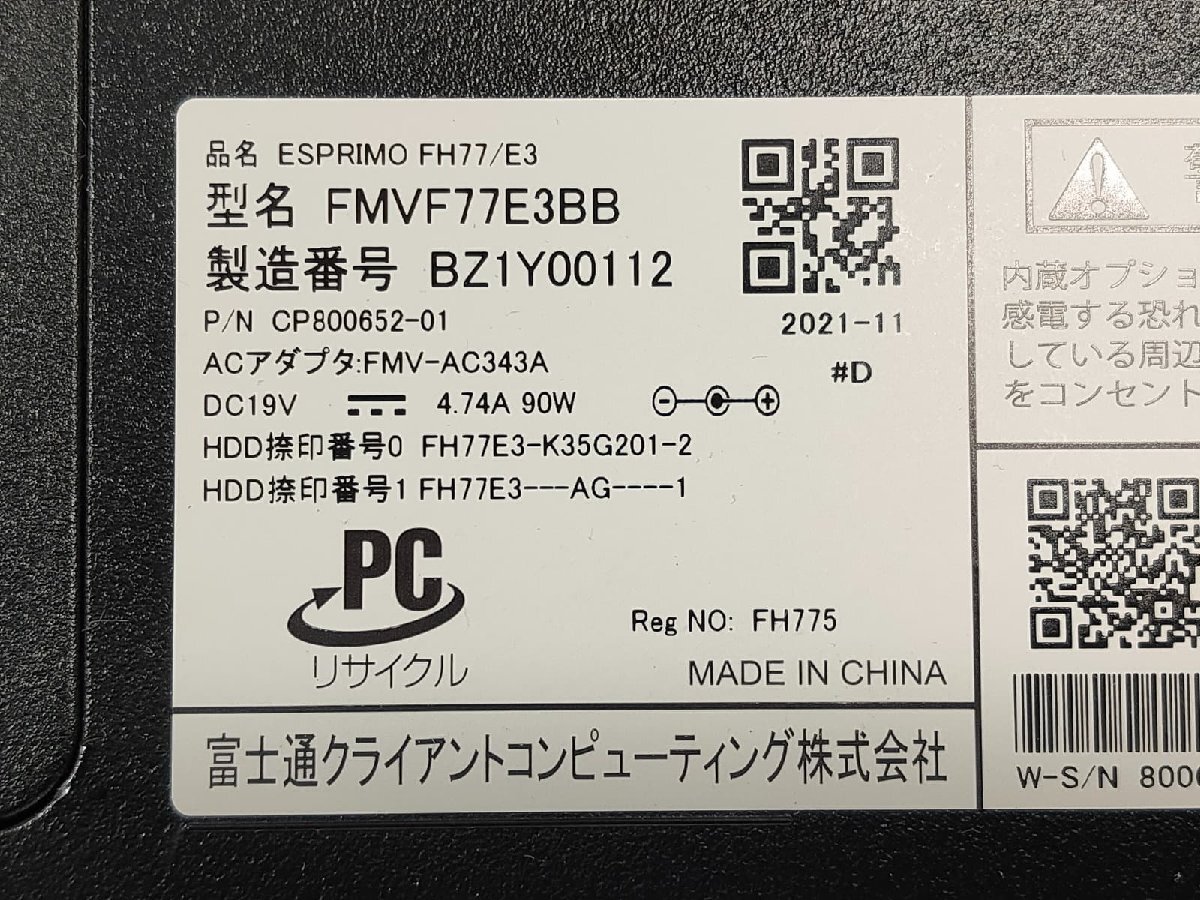 品名 ESPRIMO FH77/E3
型名 FMVF77E3BB
製造番号 BZ1Y00112
P/N CP800652-01
2021-11
ACアダプタ:FMV-AC343A
#D
DC19V 4.74A 90W
HDD捺印番号0 FH77E3-K35G201-2
HDD捺印番号1 FH77E3---AG----1
PC
リサイクル
Reg NO: FH775
MADE IN CHINA
富士通クライアントコンピューティング株式会社
内蔵オプショ
感電する恐れ
している周辺
をコンセント
W-S/N 800